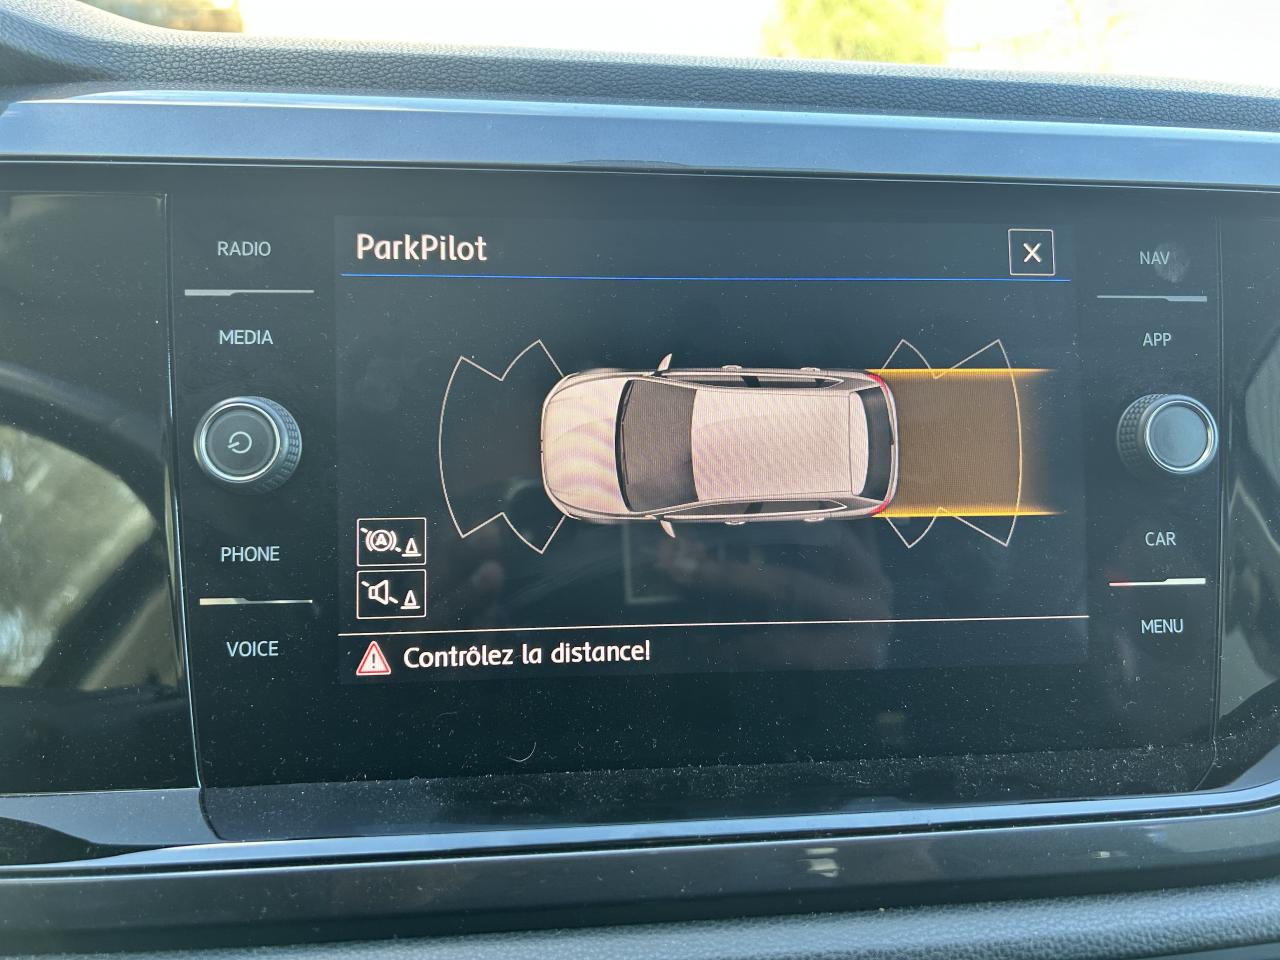 RADIO
MEDIA
PHONE
VOICE
ParkPilot
X
A
Contrôlez la distance!
NAV
APP
CAR
MENU